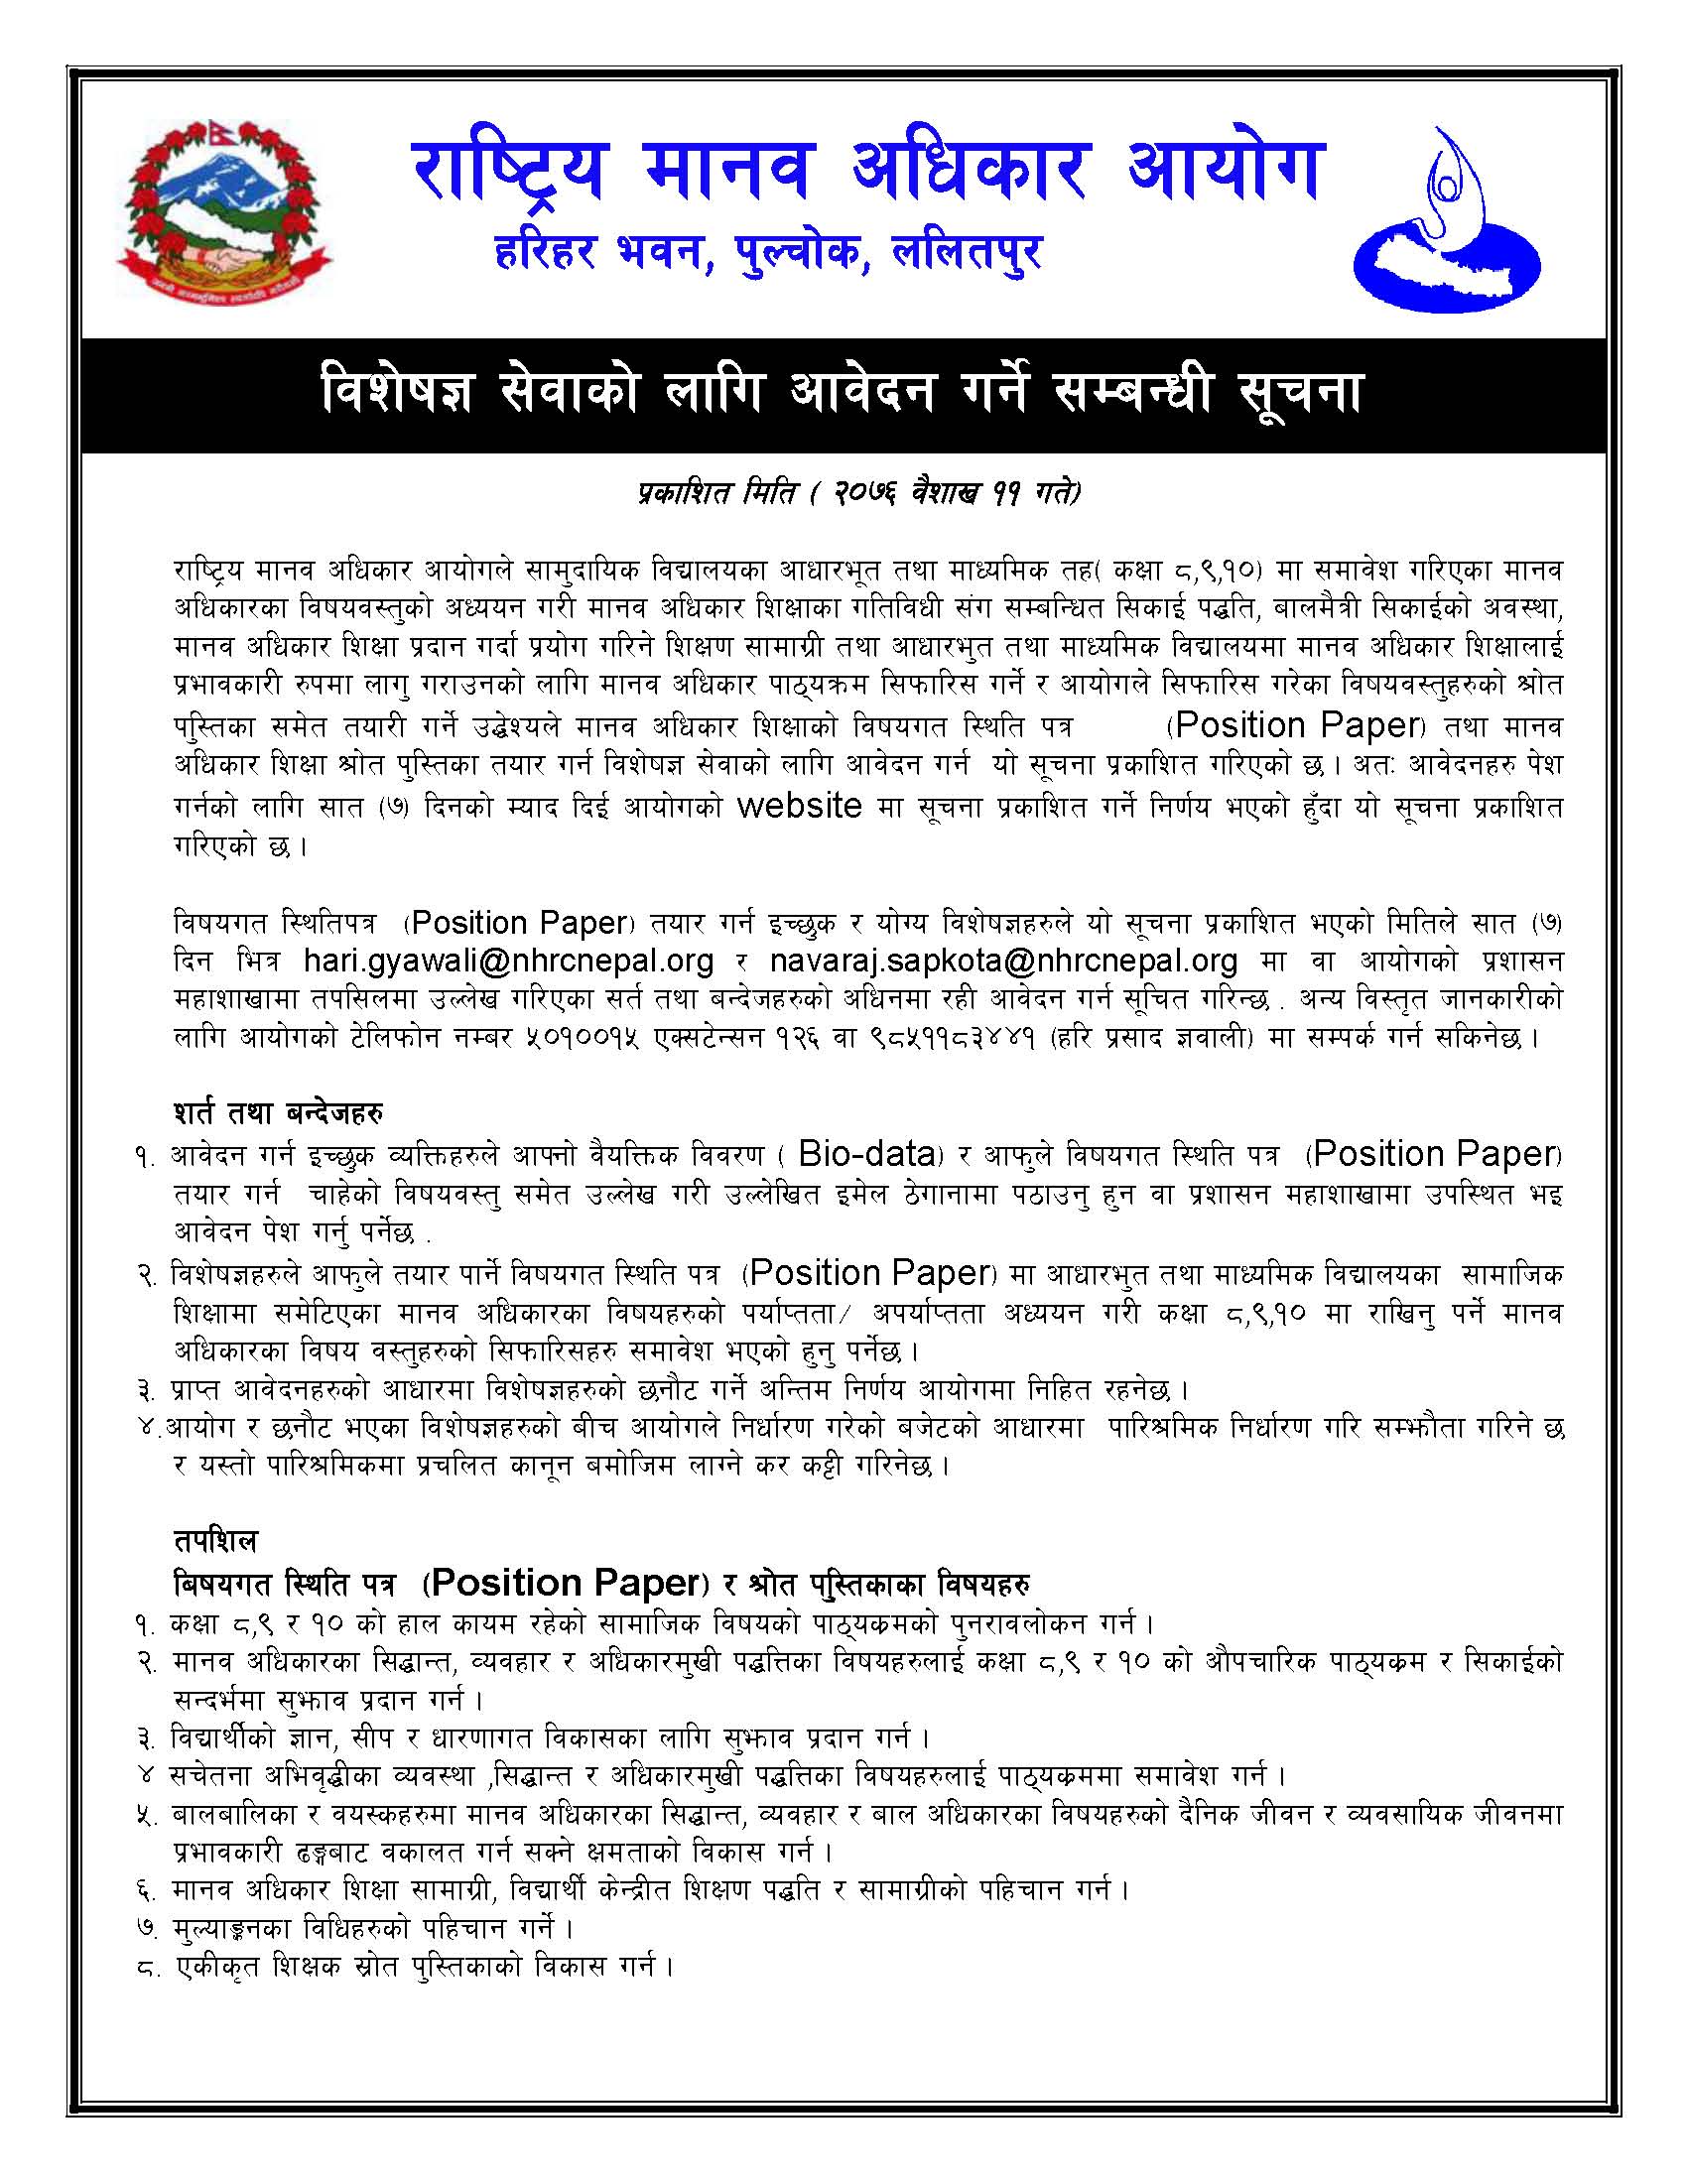 राष्ट्रिय मानव अधिकार आयोग
हरिहर भवन, पुल्चोक, ललितपुर
विशेषज्ञ सेवाको लागि आवेदन गर्ने सम्बन्धी सूचना
प्रकाशित मिति ( २०७६ वैशाख ११ गते)
राष्ट्रिय मानव अधिकार आयोगले सामुदायिक विद्यालयका आधारभूत तथा माध्यमिक तह( कक्षा ८,९,१०) मा समावेश गरिएका मानव
अधिकारका विषयवस्तुको अध्ययन गरी मानव अधिकार शिक्षाका गतिविधी संग सम्बन्धित सिकाई पद्धति, बालमैत्री सिकाईको अवस्था,
मानव अधिकार शिक्षा प्रदान गर्दा प्रयोग गरिने शिक्षण सामाग्री तथा आधारभुत तथा माध्यमिक विद्यालयमा मानव अधिकार शिक्षालाई
प्रभावकारी रुपमा लागु गराउनको लागि मानव अधिकार पाठ्यक्रम सिफारिस गर्ने र आयोगले सिफारिस गरेका विषयवस्तुहरुको श्रोत
पुस्तिका समेत तयारी गर्ने उद्धेश्यले मानव अधिकार शिक्षाको विषयगत स्थिति पत्र (Position Paper) तथा मानव
अधिकार शिक्षा श्रोत पुस्तिका तयार गर्न विशेषज्ञ सेवाको लागि आवेदन गर्न यो सूचना प्रकाशित गरिएको छ। अतः आवेदनहरु पेश
गर्नको लागि सात (७) दिनको म्याद दिई आयोगको website मा सूचना प्रकाशित गर्ने निर्णय भएको हुँदा यो सूचना प्रकाशित
गरिएको छ।
विषयगत स्थितिपत्र (Position Paper) तयार गर्न इच्छुक र योग्य विशेषज्ञहरुले यो सूचना प्रकाशित भएको मितिले सात (७)
दिन भित्र hari.gyawali@nhrcnepal.org र navaraj.sapkota@nhrcnepal.org मा वा आयोगको प्रशासन
महाशाखामा तपसिलमा उल्लेख गरिएका सर्त तथा बन्देजहरुको अधिनमा रही आवेदन गर्न सूचित गरिन्छ . अन्य विस्तृत जानकारीको
लागि आयोगको टेलिफोन नम्बर ५०१००१५ एक्सटेन्सन १२६ वा ९८५११८३४४१ (हरि प्रसाद ज्ञवाली) मा सम्पर्क गर्न सकिनेछ।
शर्त तथा बन्देजहरु
१. आवेदन गर्न इच्छुक व्यक्तिहरुले आफ्नो वैयक्तिक विवरण ( Bio-data) र आफुले विषयगत स्थिति पत्र (Position Paper)
तयार गर्न चाहेको विषयवस्तु समेत उल्लेख गरी उल्लेखित इमेल ठेगानामा पठाउनु हुन वा प्रशासन महाशाखामा उपस्थित भइ
आवेदन पेश गर्नु पर्नेछ .
२. विशेषज्ञहरुले आफुले तयार पार्ने विषयगत स्थिति पत्र (Position Paper) मा आधारभुत तथा माध्यमिक विद्यालयका सामाजिक
शिक्षामा समेटिएका मानव अधिकारका विषयहरुको पर्याप्तता/ अपर्याप्तता अध्ययन गरी कक्षा ८,९,१० मा राखिनु पर्ने मानव
अधिकारका विषय वस्तुहरुको सिफारिसहरु समावेश भएको हुनु पर्नेछ।
३. प्राप्त आवेदनहरुको आधारमा विशेषज्ञहरुको छनौट गर्ने अन्तिम निर्णय आयोगमा निहित रहनेछ।
४.आयोग र छनौट भएका विशेषज्ञहरुको बीच आयोगले निर्धारण गरेको बजेटको आधारमा पारिश्रमिक निर्धारण गरि सम्झौता गरिने छ
र यस्तो पारिश्रमिकमा प्रचलित कानून बमोजिम लाग्ने कर कट्टी गरिनेछ।
तपशिल
बिषयगत स्थिति पत्र (Position Paper) र श्रोत पुस्तिकाका विषयहरु
१. कक्षा ८,९ र १० को हाल कायम रहेको सामाजिक विषयको पाठ्यक्रमको पुनरावलोकन गर्न।
२. मानव अधिकारका सिद्धान्त, व्यवहार र अधिकारमुखी पद्धत्तिका विषयहरुलाई कक्षा ८,९ र १० को औपचारिक पाठ्यक्रम र सिकाईको
सन्दर्भमा सुझाव प्रदान गर्न।
३. विद्यार्थीको ज्ञान, सीप र धारणागत विकासका लागि सुझाव प्रदान गर्न।
४ सचेतना अभिवृद्धीका व्यवस्था ,सिद्धान्त र अधिकारमुखी पद्धत्तिका विषयहरुलाई पाठ्यक्रममा समावेश गर्न।
५. बालबालिका र वयस्कहरुमा मानव अधिकारका सिद्धान्त, व्यवहार र बाल अधिकारका विषयहरुको दैनिक जीवन र व्यवसायिक जीवनमा
प्रभावकारी ढङ्गबाट वकालत गर्न सक्ने क्षमताको विकास गर्न।
६. मानव अधिकार शिक्षा सामाग्री, विद्यार्थी केन्द्रीत शिक्षण पद्धति र सामाग्रीको पहिचान गर्न।
७. मुल्याङ्कनका विधिहरुको पहिचान गर्ने।
८. एकीकृत शिक्षक स्रोत पुस्तिकाको विकास गर्न।